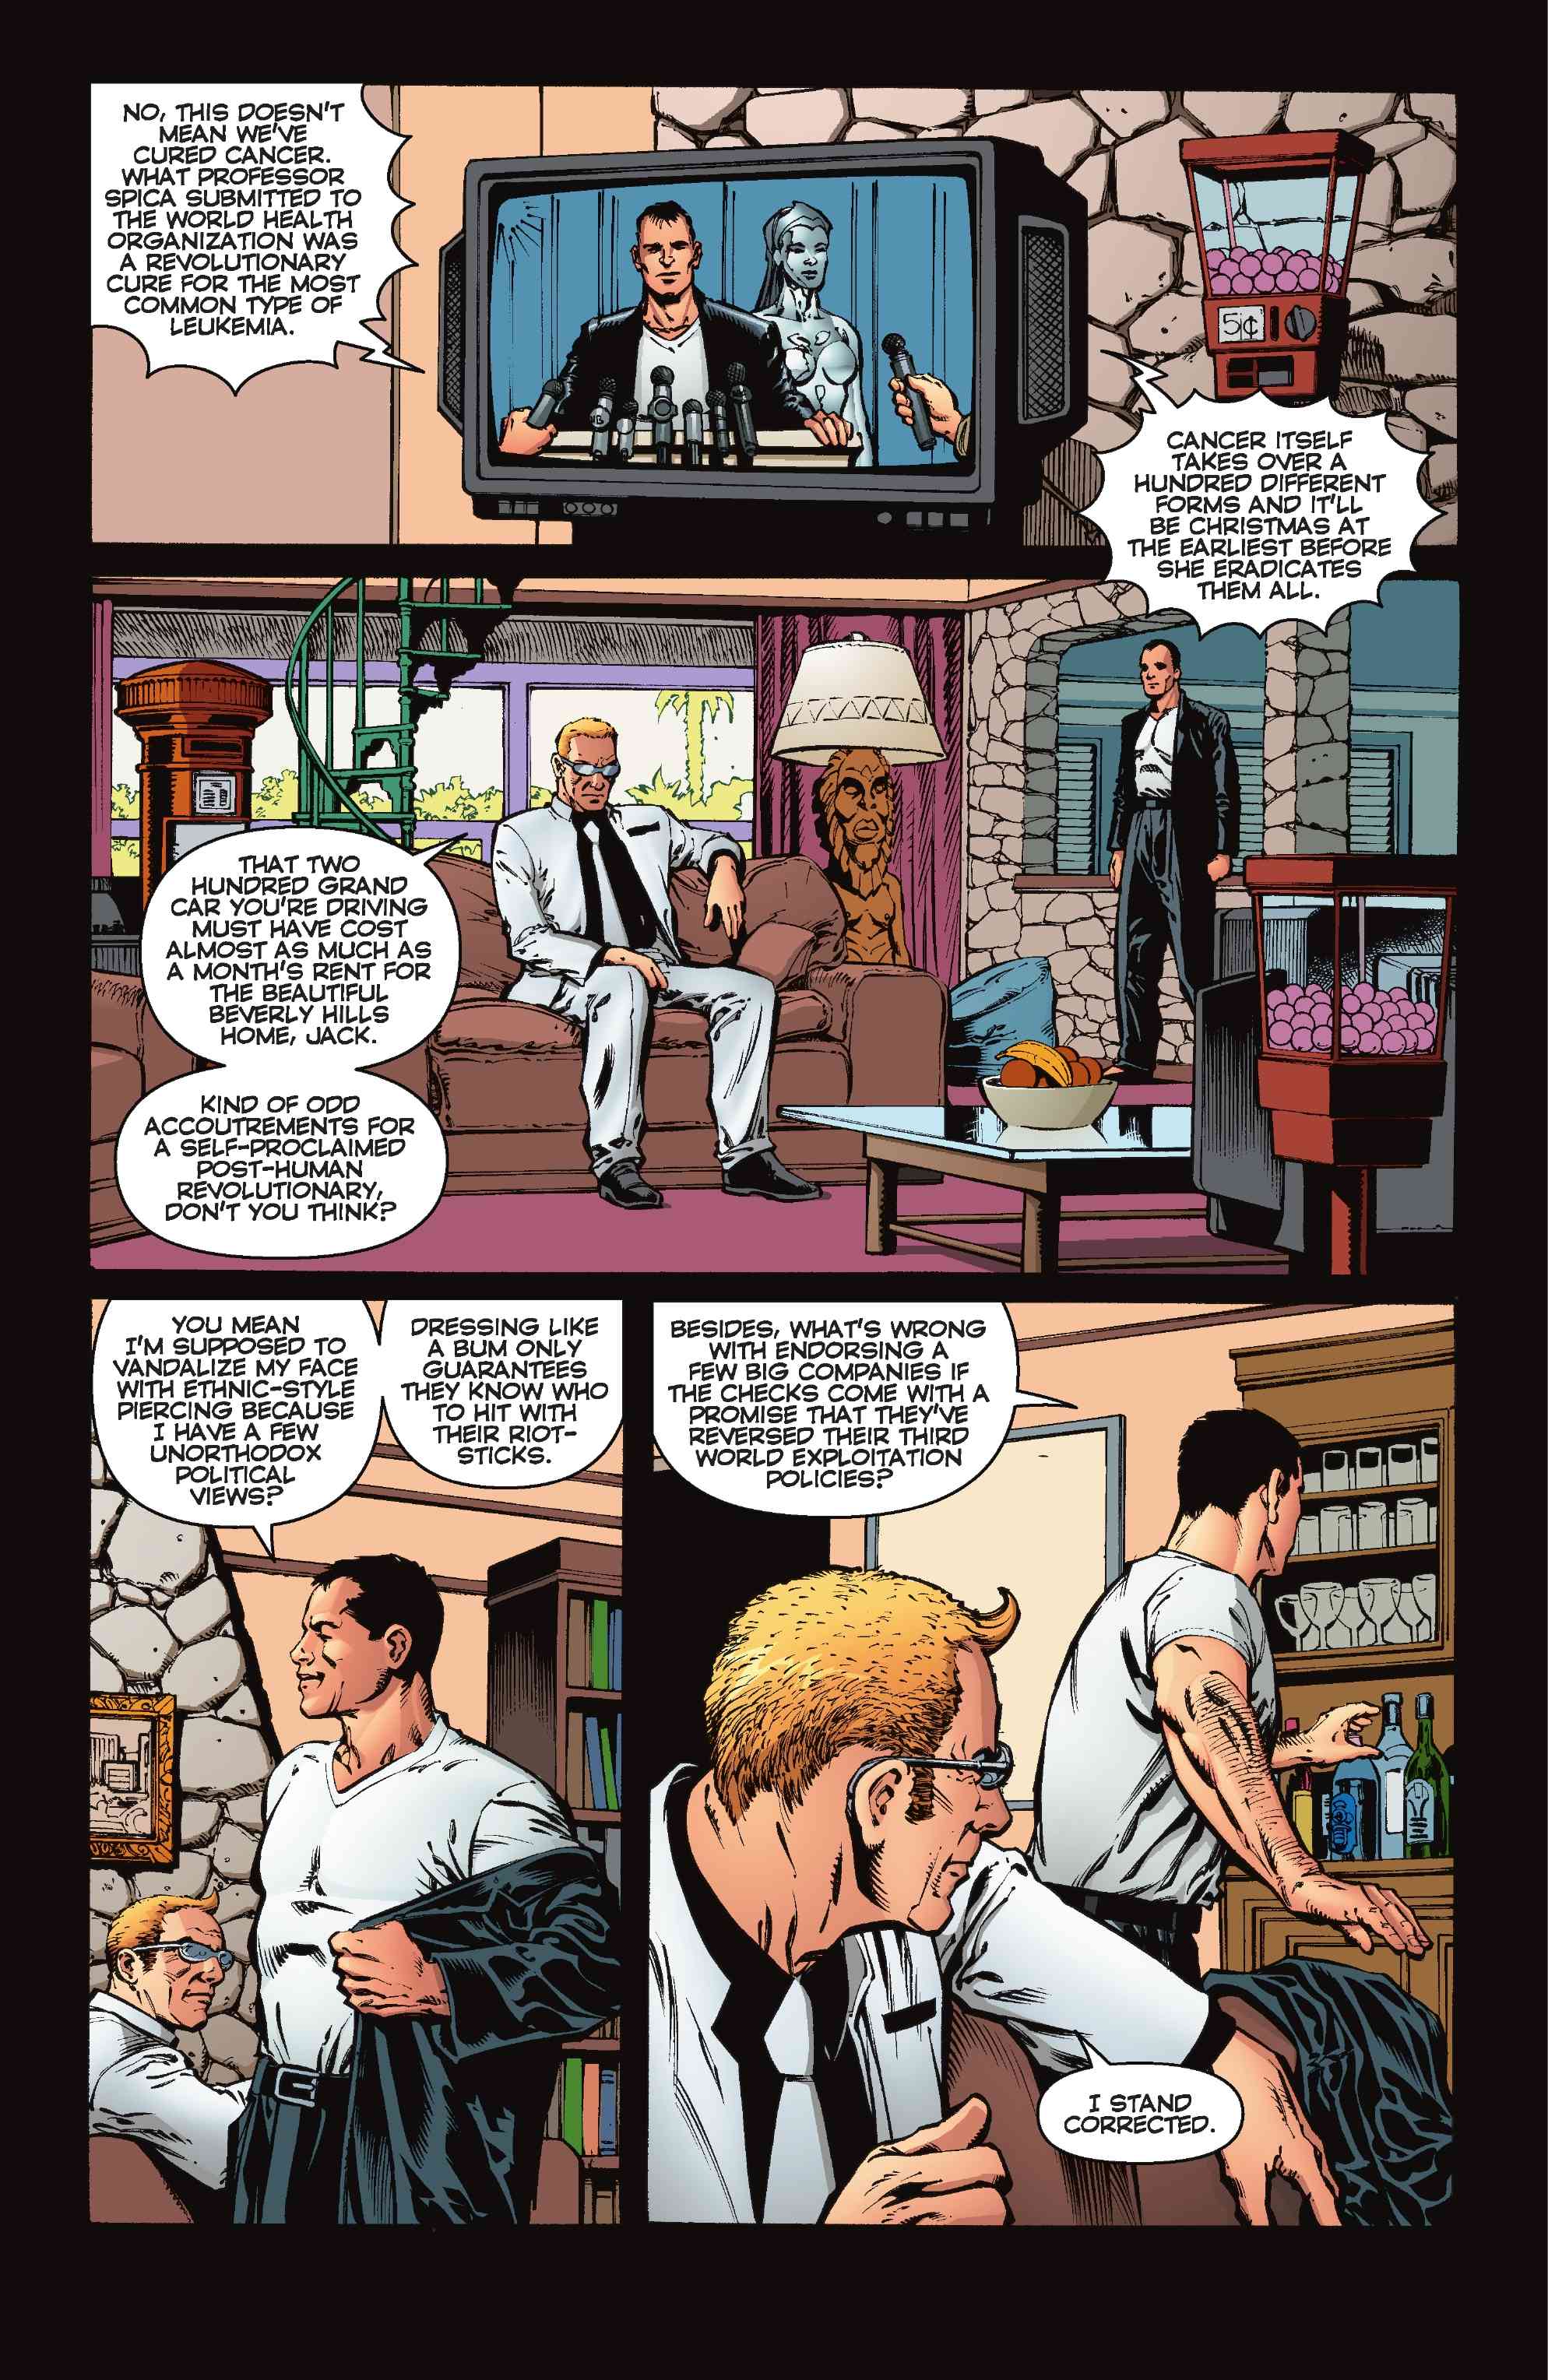 NO, THIS DOESN'T
MEAN WE'VE
CURED CANCER.
WHAT PROFESSOR
SPICA SUBMITTED TO
THE WORLD HEALTH
ORGANIZATION WAS
A REVOLUTIONARY
CURE FOR THE MOST
COMMON TYPE OF
LEUKEMIA.
5¢
CANCER ITSELF
TAKES OVER A
HUNDRED DIFFERENT
FORMS AND IT'LL
BE CHRISTMAS AT
THE EARLIEST BEFORE
SHE ERADICATES
THEM ALL.
THAT TWO
HUNDRED GRAND
CAR YOU'RE DRIVING
MUST HAVE COST
ALMOST AS MUCH AS
A MONTH'S RENT FOR
THE BEAUTIFUL
BEVERLY HILLS
HOME, JACK.
KIND OF ODD
ACCOUTREMENTS FOR
A SELF-PROCLAIMED
POST-HUMAN
REVOLUTIONARY,
DON'T YOU THINK?
YOU MEAN
I'M SUPPOSED TO
VANDALIZE MY FACE
WITH ETHNIC-STYLE
PIERCING BECAUSE
I HAVE A FEW
UNORTHODOX
POLITICAL
VIEWS?
DRESSING LIKE
A BUM ONLY
GUARANTEES
THEY KNOW WHO
TO HIT WITH
THEIR RIOT-
STICKS.
BESIDES, WHAT'S WRONG
WITH ENDORSING A
FEW BIG COMPANIES IF
THE CHECKS COME WITH A
PROMISE THAT THEY'VE
REVERSED THEIR THIRD
WORLD EXPLOITATION
POLICIES?
I STAND
CORRECTED.